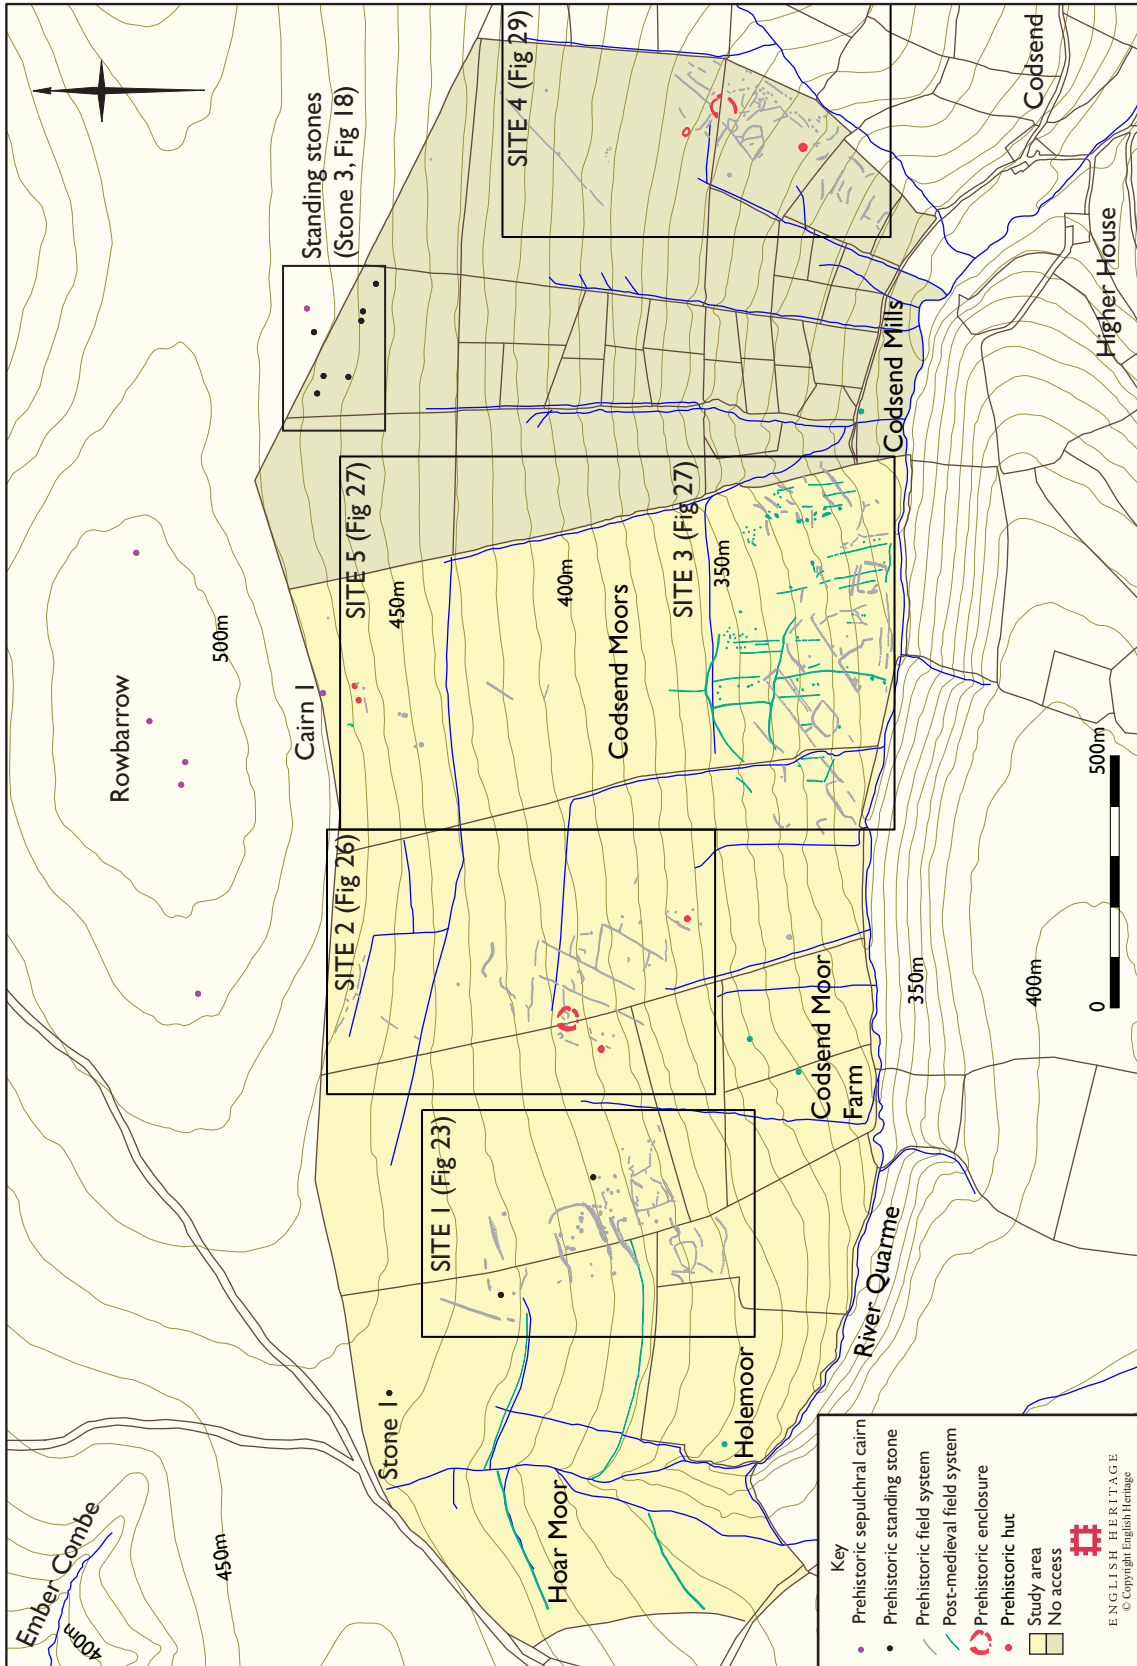 Ember Combe
400m
450m
Rowbarrow
500m
Cairn 1
Standing stones
(Stone 3, Fig 18)
Stone 1
Hoar Moor
Holemoor
SITE 1 (Fig 23)
SITE 2 (Fig 26)
SITE 5 (Fig 27)
450m
400m
Codsend Moors
SITE 3 (Fig 27)
350m
SITE 4 (Fig 29)
River Quarme
Codsend Moor
Farm
Codsend Mills
Codsend
Higher House
350m
400m
0
500m
Key
Prehistoric sepulchral cairn
Prehistoric standing stone
Prehistoric field system
Post-medieval field system
Prehistoric enclosure
Prehistoric hut
Study area
No access
ENGLISH HERITAGE
© Copyright English Heritage